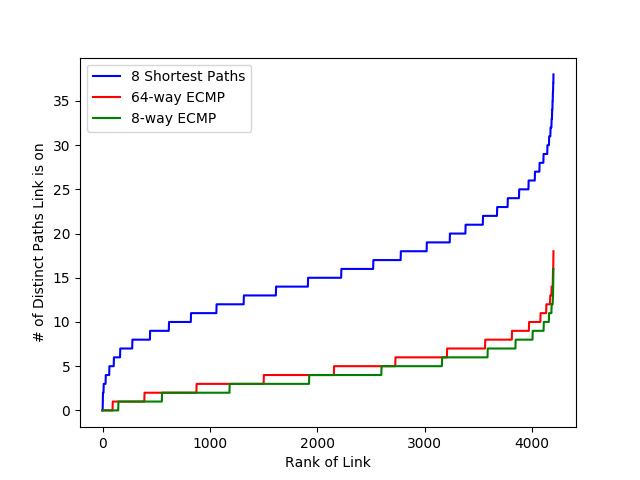 8 Shortest Paths
64-way ECMP
8-way ECMP
# of Distinct Paths Link is on
35
30
25
20
15
10
5
0
0 1000 2000 3000 4000
Rank of Link